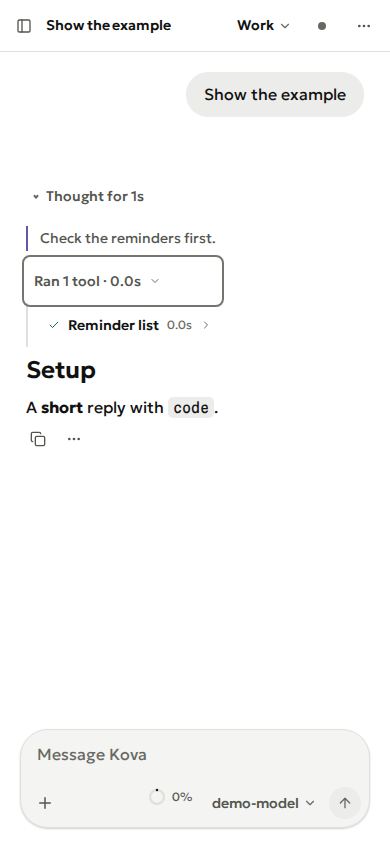 Show the example
Work
Show the example
Thought for 1s
Check the reminders first.
Ran 1 tool · 0.0s
Reminder list 0.0s
Setup
A short reply with code.
Message Kova
0%
demo-model